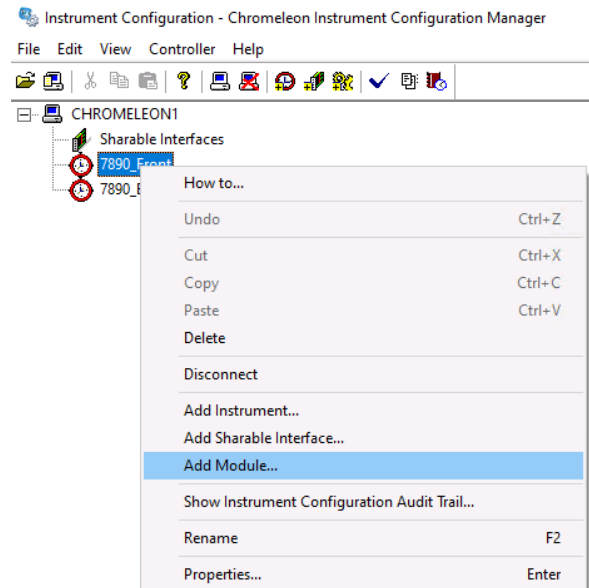 Instrument Configuration - Chromeleon Instrument Configuration Manager
File Edit View Controller Help
CHROMELEON1
Sharable Interfaces
7890_Front
7890_
How to...
Undo Ctrl+Z
Cut Ctrl+X
Copy Ctrl+C
Paste Ctrl+V
Delete
Disconnect
Add Instrument...
Add Sharable Interface...
Add Module...
Show Instrument Configuration Audit Trail...
Rename F2
Properties... Enter